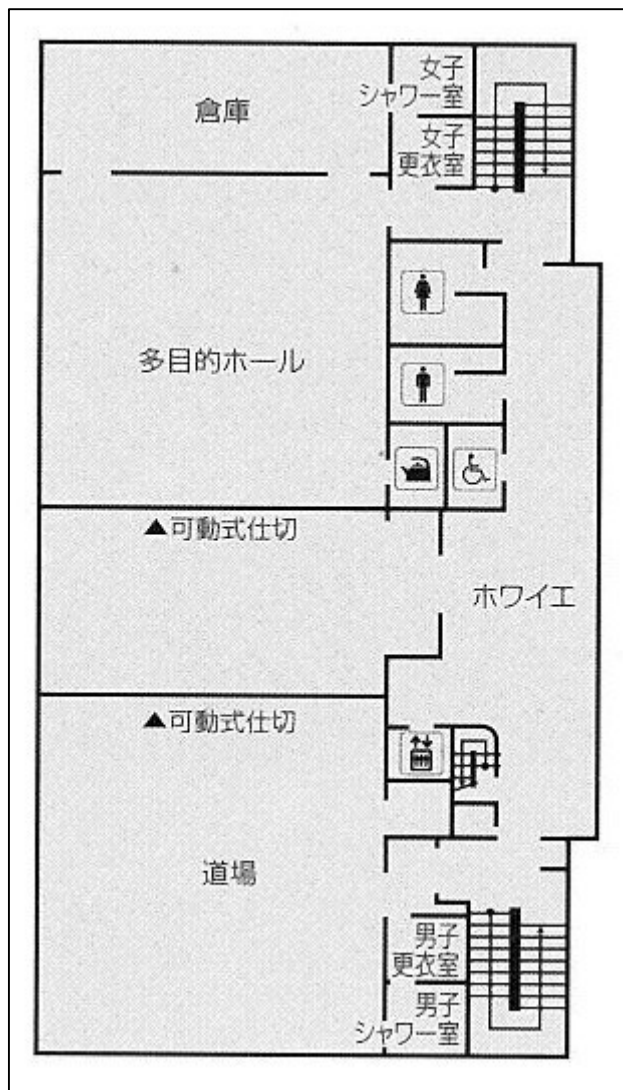 倉庫
女子
シャワー室
女子
更衣室
多目的ホール
▲可動式仕切
ホワイエ
▲可動式仕切
道場
男子
更衣室
男子
シャワー室